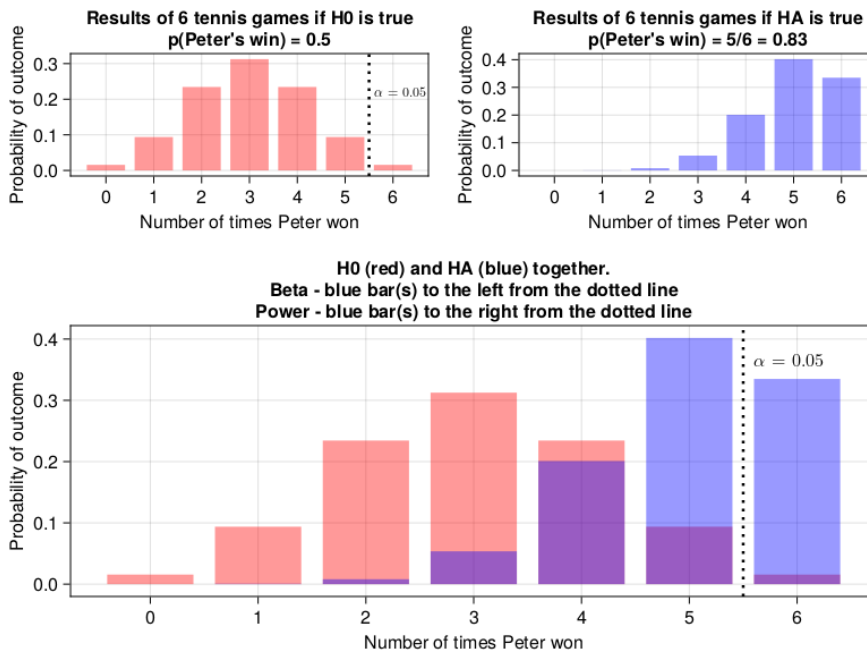 Results of 6 tennis games if H0 is true
p(Peter's win) = 0.5
Probability of outcome
0.3
0.2
0.1
0.0
α = 0.05
0 1 2 3 4 5 6
Number of times Peter won
Results of 6 tennis games if HA is true
p(Peter's win) = 5/6 = 0.83
Probability of outcome
0.4
0.3
0.2
0.1
0.0
0 1 2 3 4 5 6
Number of times Peter won
H0 (red) and HA (blue) together.
Beta - blue bar(s) to the left from the dotted line
Power - blue bar(s) to the right from the dotted line
Probability of outcome
0.4
0.3
0.2
0.1
0.0
α = 0.05
0 1 2 3 4 5 6
Number of times Peter won